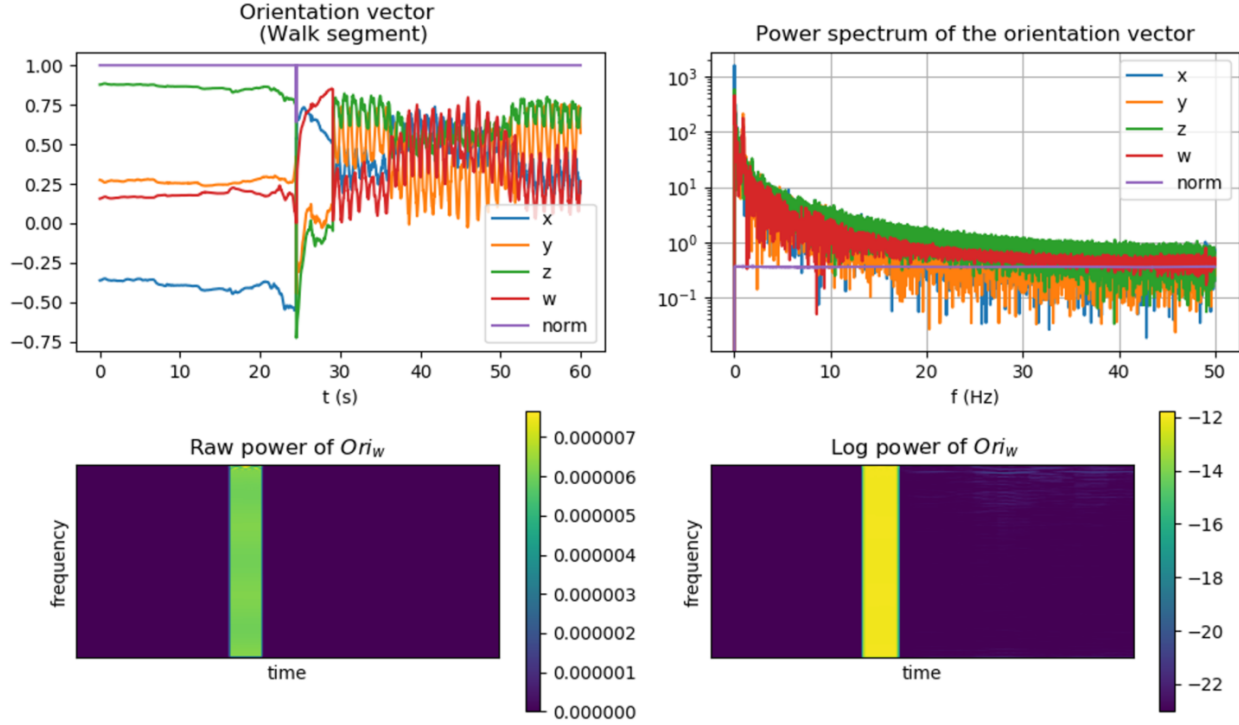 Orientation vector
(Walk segment)
1.00
0.75
0.50
0.25
0.00
−0.25
−0.50
−0.75
0
10
20
30
40
50
60
t (s)
x
y
z
w
norm
Power spectrum of the orientation vector
10³
10²
10¹
10⁰
10⁻¹
0
10
20
30
40
50
f (Hz)
x
y
z
w
norm
Raw power of Ori_w
frequency
time
0.000007
0.000006
0.000005
0.000004
0.000003
0.000002
0.000001
0.000000
Log power of Ori_w
frequency
time
−12
−14
−16
−18
−20
−22